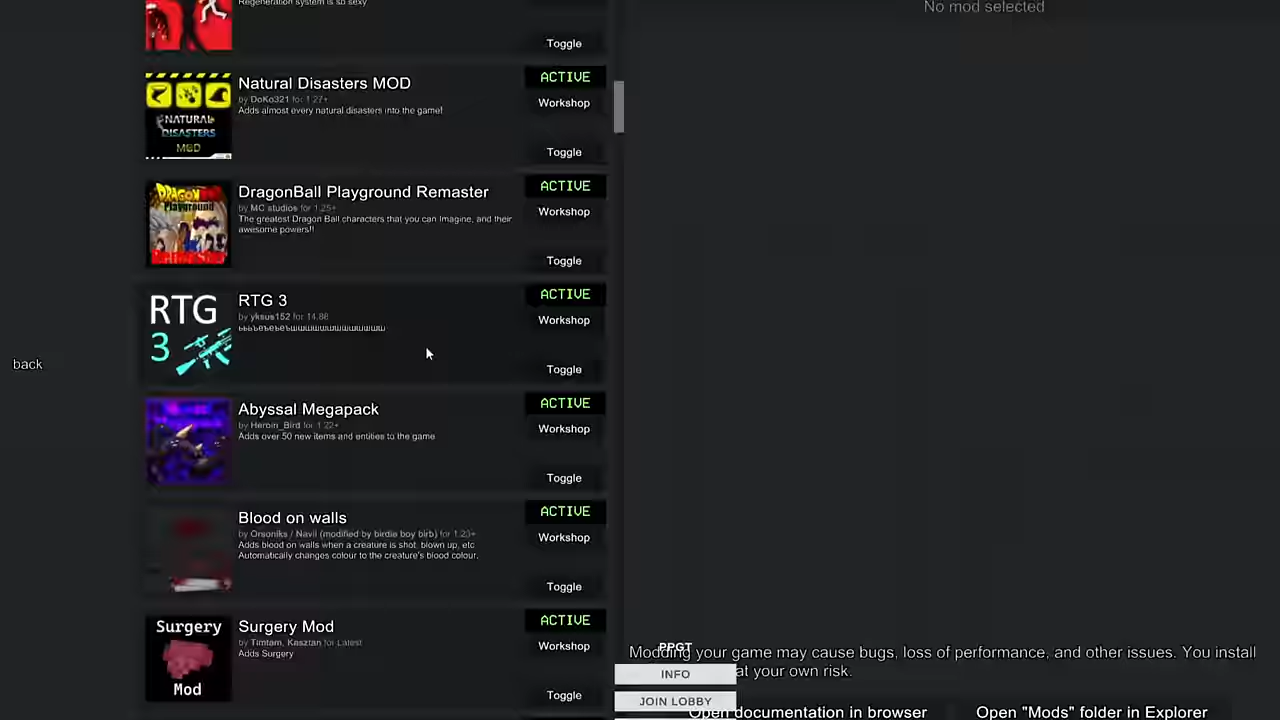 Regeneration system is so sexy
No mod selected
Toggle
Natural Disasters MOD
ACTIVE
by DoKo321 for 1.27+
Workshop
Adds almost every natural disasters into the game!
NATURAL
DISASTERS
MOD
Toggle
DragonBall Playground Remaster
ACTIVE
by MC studios for 1.25+
Workshop
The greatest Dragon Ball characters that you can Imagine, and their
awesome powers!!
DRAGON
Playground
Toggle
RTG
3
RTG 3
ACTIVE
by yksus152 for 14.88
Workshop
Toggle
back
Abyssal Megapack
ACTIVE
by Heroin_Bird for 1.22+
Workshop
Adds over 50 new items and entities to the game
Toggle
Blood on walls
ACTIVE
by Orsoniks / Navil (modified by birdie boy birb) for 1.20+
Workshop
Adds blood on walls when a creature is shot, blown up, etc
Automatically changes colour to the creature's blood colour.
Toggle
Surgery
Mod
Surgery Mod
ACTIVE
by Timtam, Kasztan for Latest
Workshop
Adds Surgery
Toggle
PPGT
Modding your game may cause bugs, loss of performance, and other issues. You install
at your own risk.
INFO
JOIN LOBBY
Open documentation in browser
Open "Mods" folder in Explorer